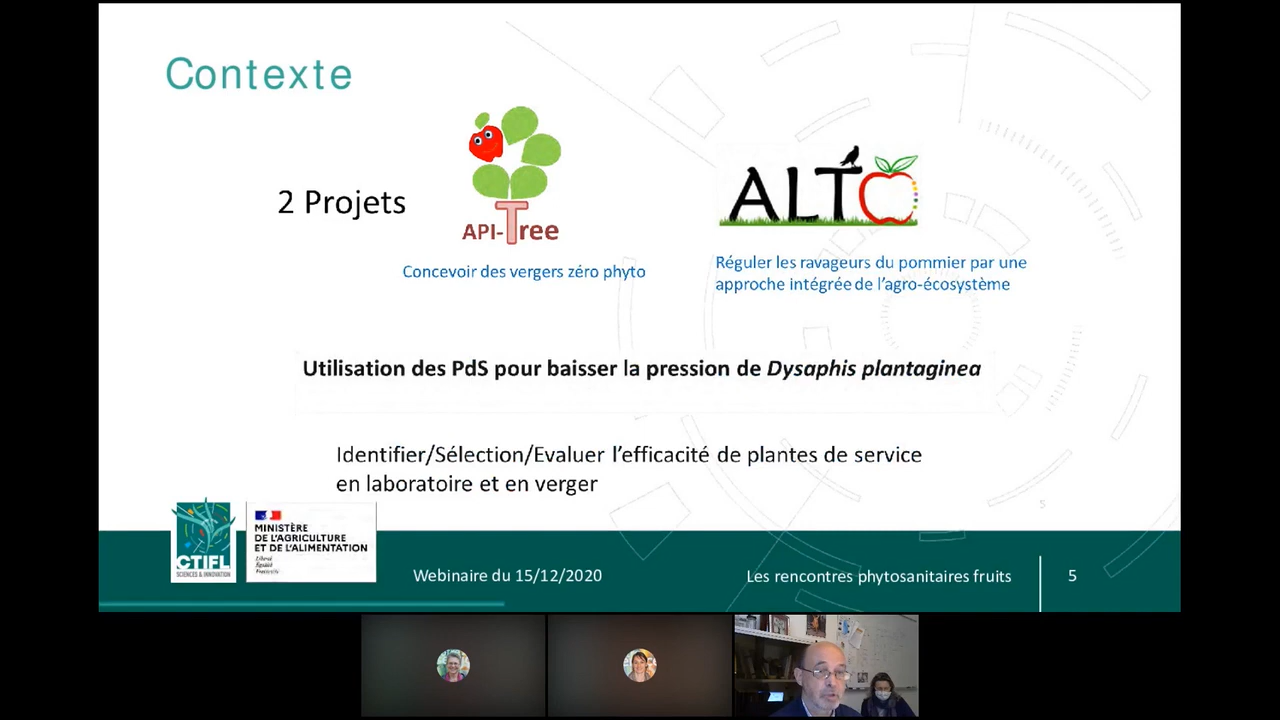 Contexte
2 Projets
API-Tree
ALTO
Concevoir des vergers zéro phyto
Réguler les ravageurs du pommier par une
approche intégrée de l'agro-écosystème
Utilisation des PdS pour baisser la pression de Dysaphis plantaginea
Identifier/Sélection/Evaluer l'efficacité de plantes de service
en laboratoire et en verger
5
CTIFL
SCIENCES & INNOVATION
MINISTÈRE
DE L'AGRICULTURE
ET DE L'ALIMENTATION
Liberté
Égalité
Fraternité
Webinaire du 15/12/2020
Les rencontres phytosanitaires fruits
5